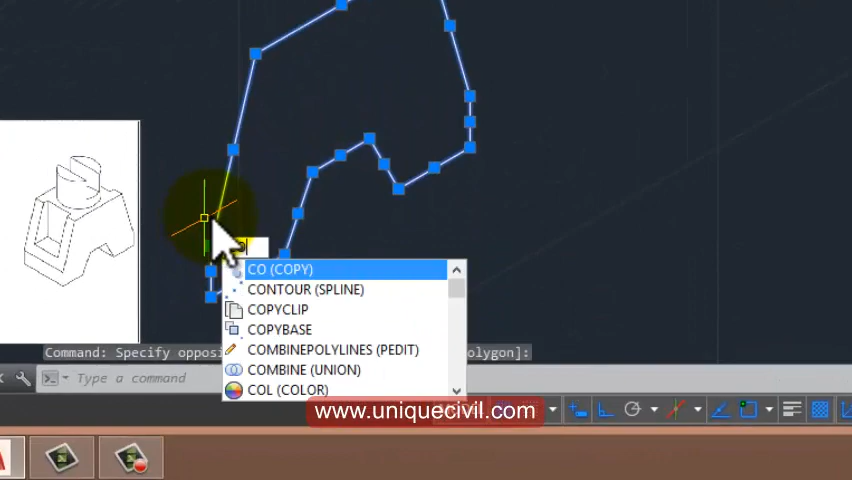 CO (COPY)
CONTOUR (SPLINE)
COPYCLIP
COPYBASE
COMBINEPOLYLINES (PEDIT)
COMBINE (UNION)
COL (COLOR)
Command: Specify opposi
olygon]:
Type a command
www.uniquecivil.com